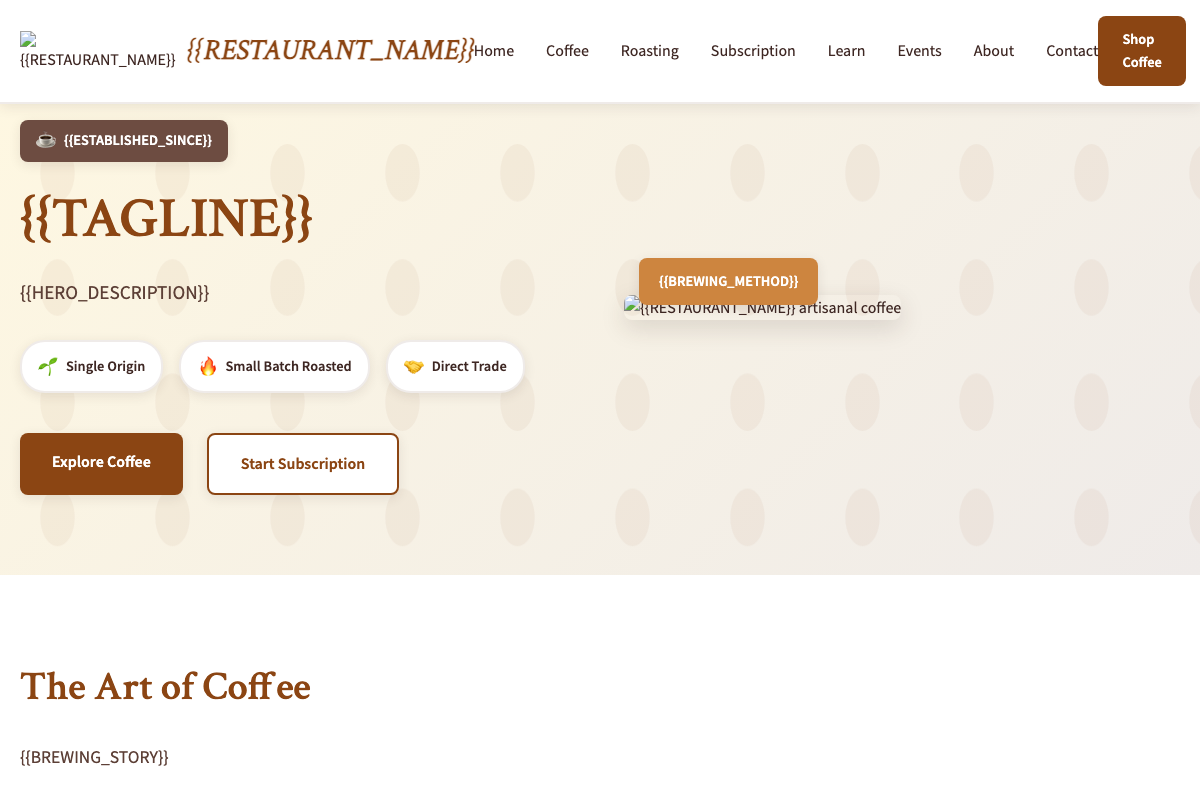 {{RESTAURANT_NAME}}
{{RESTAURANT_NAME}}
Home
Coffee
Roasting
Subscription
Learn
Events
About
Contact
Shop
Coffee
{{ESTABLISHED_SINCE}}
{{TAGLINE}}
{{HERO_DESCRIPTION}}
{{BREWING_METHOD}}
{{RESTAURANT_NAME}} artisanal coffee
Single Origin
Small Batch Roasted
Direct Trade
Explore Coffee
Start Subscription
The Art of Coffee
{{BREWING_STORY}}